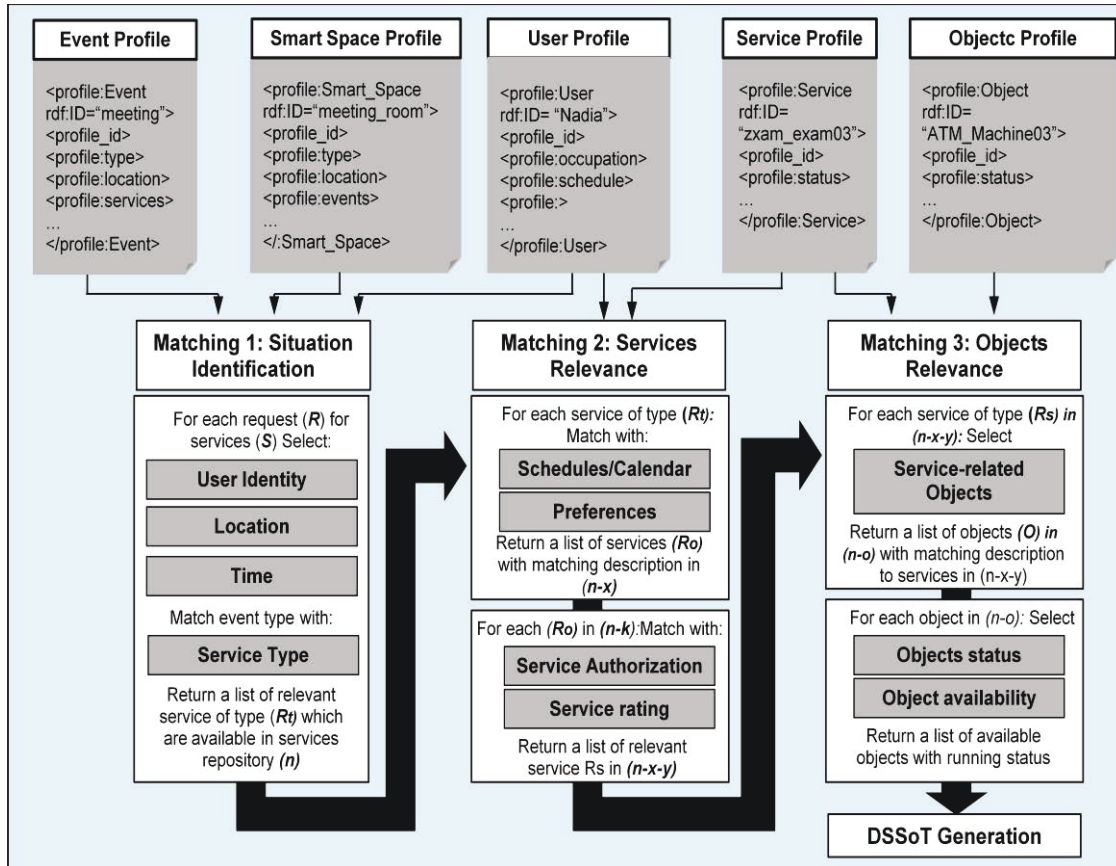 Event Profile
<profile:Event
rdf:ID="meeting">
<profile_id>
<profile:type>
<profile:location>
<profile:services>
…
</profile:Event>
Smart Space Profile
<profile:Smart_Space
rdf:ID="meeting_room">
<profile_id>
<profile:type>
<profile:location>
<profile:events>
…
</:Smart_Space>
User Profile
<profile:User
rdf:ID= "Nadia">
<profile_id>
<profile:occupation>
<profile:schedule>
<profile:>
…
</profile:User>
Service Profile
<profile:Service
rdf:ID=
"zxam_exam03">
<profile_id>
<profile:status>
…
</profile:Service>
Objectc Profile
<profile:Object
rdf:ID=
"ATM_Machine03">
<profile_id>
<profile:status>
…
</profile:Object>
Matching 1: Situation
Identification
For each request (R) for
services (S) Select:
User Identity
Location
Time
Match event type with:
Service Type
Return a list of relevant
service of type (Rt) which
are available in services
repository (n)
Matching 2: Services
Relevance
For each service of type (Rt):
Match with:
Schedules/Calendar
Preferences
Return a list of services (Ro)
with matching description in
(n-x)
For each (Ro) in (n-k):Match with:
Service Authorization
Service rating
Return a list of relevant
service Rs in (n-x-y)
Matching 3: Objects
Relevance
For each service of type (Rs) in
(n-x-y): Select
Service-related
Objects
Return a list of objects (O) in
(n-o) with matching description
to services in (n-x-y)
For each object in (n-o): Select
Objects status
Object availability
Return a list of available
objects with running status
DSSoT Generation